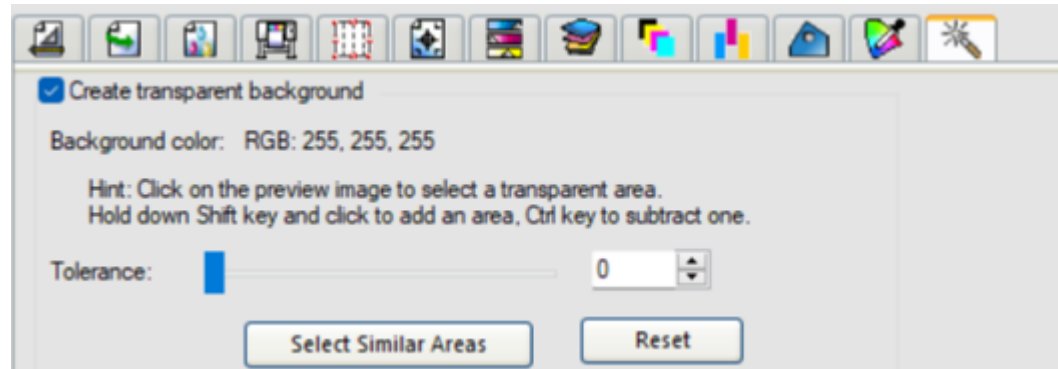 Create transparent background
Background color: RGB: 255, 255, 255
Hint: Click on the preview image to select a transparent area.
Hold down Shift key and click to add an area, Ctrl key to subtract one.
Tolerance: 0
Select Similar Areas Reset